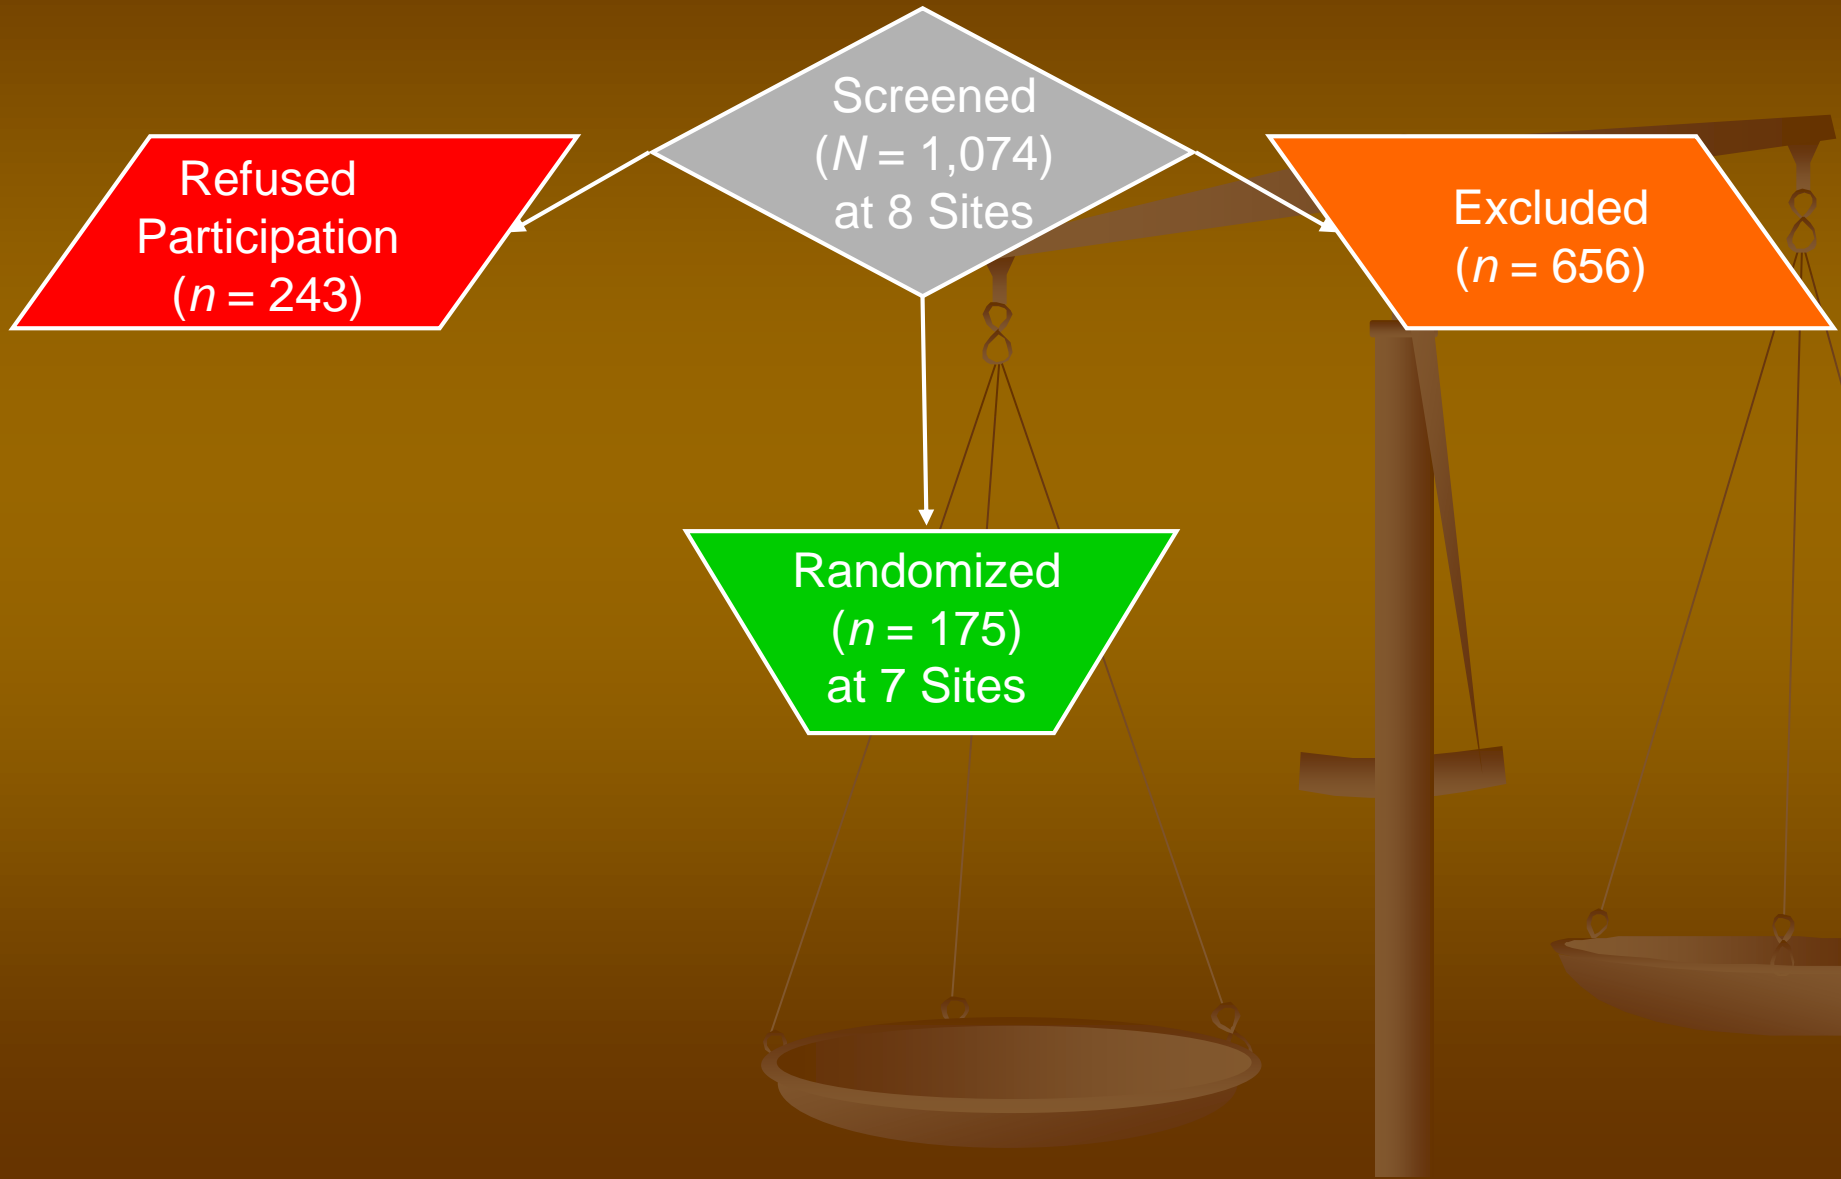 Screened
(N = 1,074)
at 8 Sites
Refused
Participation
(n = 243)
Excluded
(n = 656)
Randomized
(n = 175)
at 7 Sites